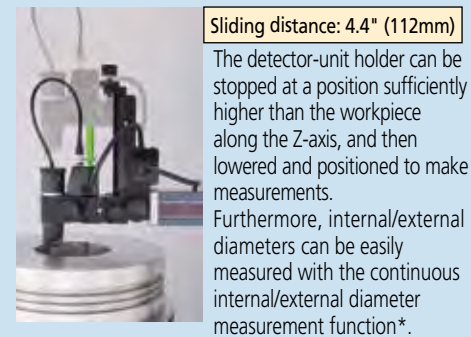 Sliding distance: 4.4" (112mm)
The detector-unit holder can be
stopped at a position sufficiently
higher than the workpiece
along the Z-axis, and then
lowered and positioned to make
measurements.
Furthermore, internal/external
diameters can be easily
measured with the continuous
internal/external diameter
measurement function*.